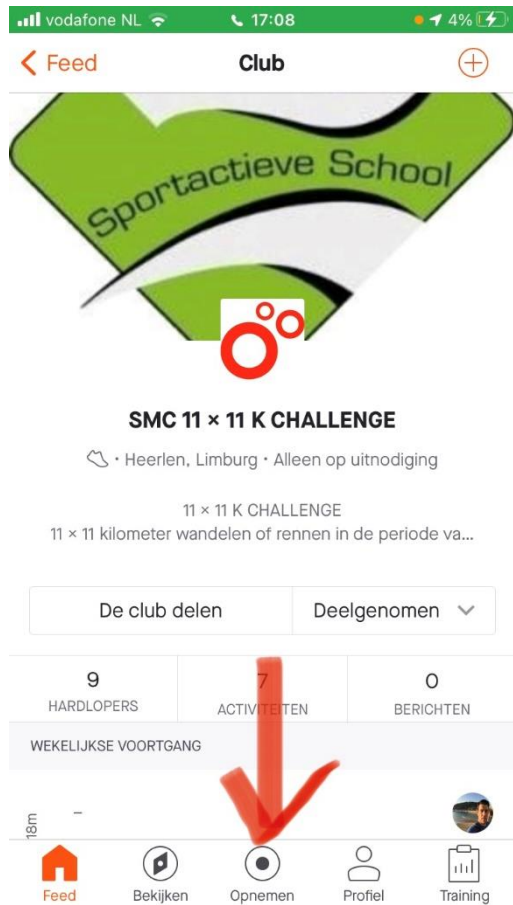 vodafone NL 17:08 4%
Feed Club
Sportactieve School
SMC 11 × 11 K CHALLENGE
· Heerlen, Limburg · Alleen op uitnodiging
11 × 11 K CHALLENGE
11 × 11 kilometer wandelen of rennen in de periode va...
De club delen Deelgenomen
9 7 0
HARDLOPERS ACTIVITEITEN BERICHTEN
WEKELIJKSE VOORTGANG
18m –
Feed Bekijken Opnemen Profiel Training